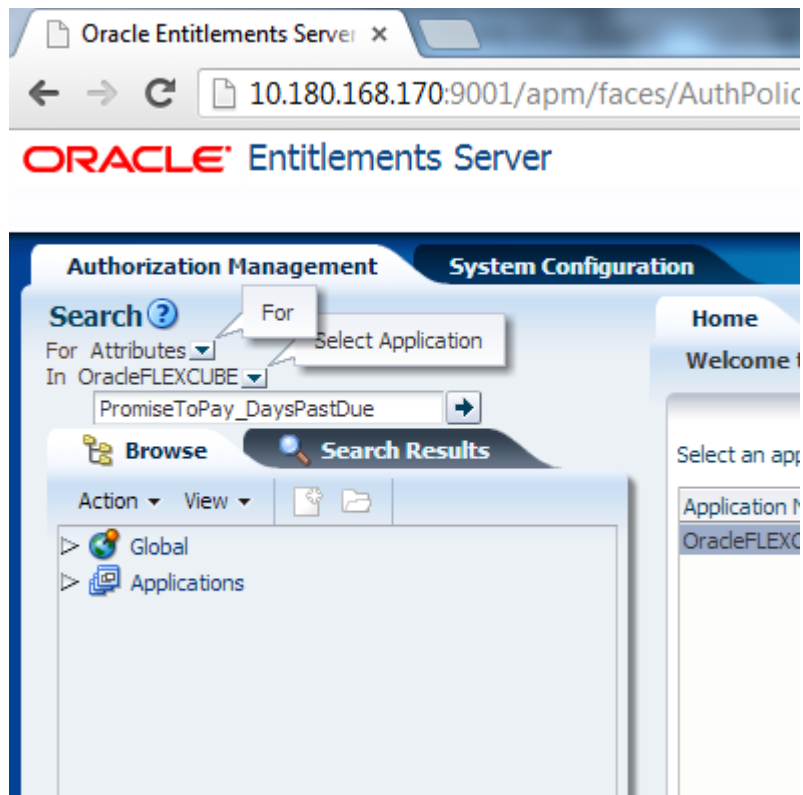 Oracle Entitlements Server ×
10.180.168.170:9001/apm/faces/AuthPolic
ORACLE Entitlements Server
Authorization Management System Configuration
Search ?
For
Select Application
For Attributes
In OracleFLEXCUBE
PromiseToPay_DaysPastDue
Browse Search Results
Action View
Global
Applications
Home
Welcome t
Select an app
Application N
OracleFLEXC